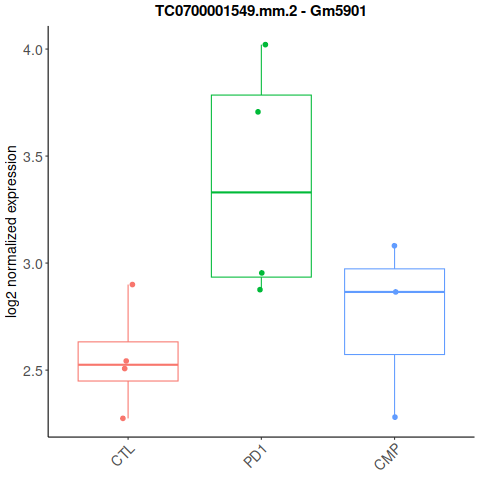 TC0700001549.mm.2 - Gm5901
log2 normalized expression
4.0
3.5
3.0
2.5
CTL
PD1
CMP